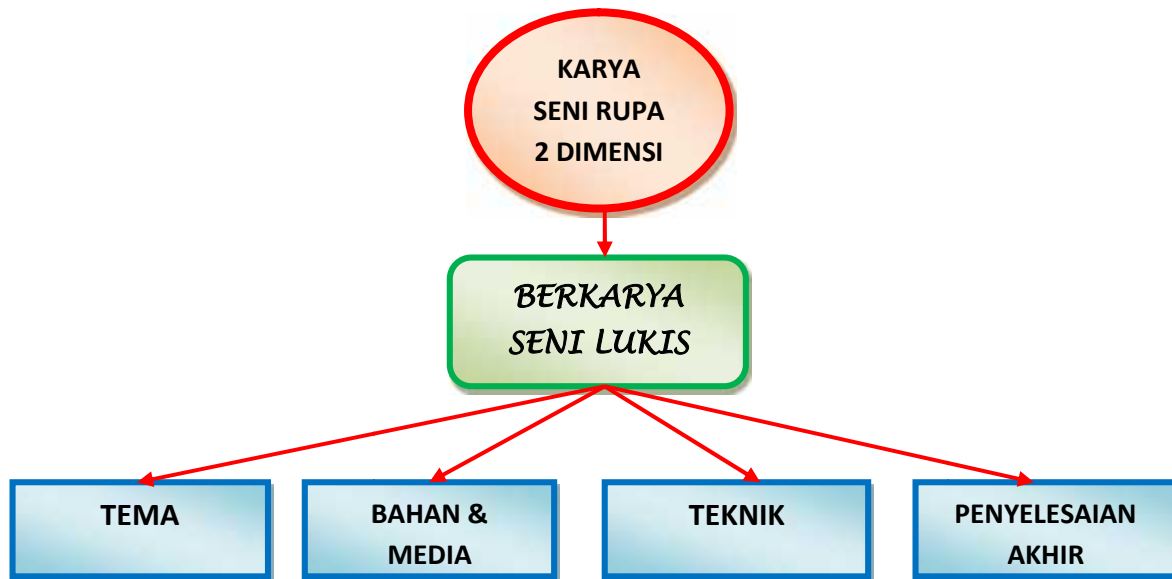 KARYA
SENI RUPA
2 DIMENSI
BERKARYA
SENI LUKIS
TEMA
BAHAN &
MEDIA
TEKNIK
PENYELESAIAN
AKHIR